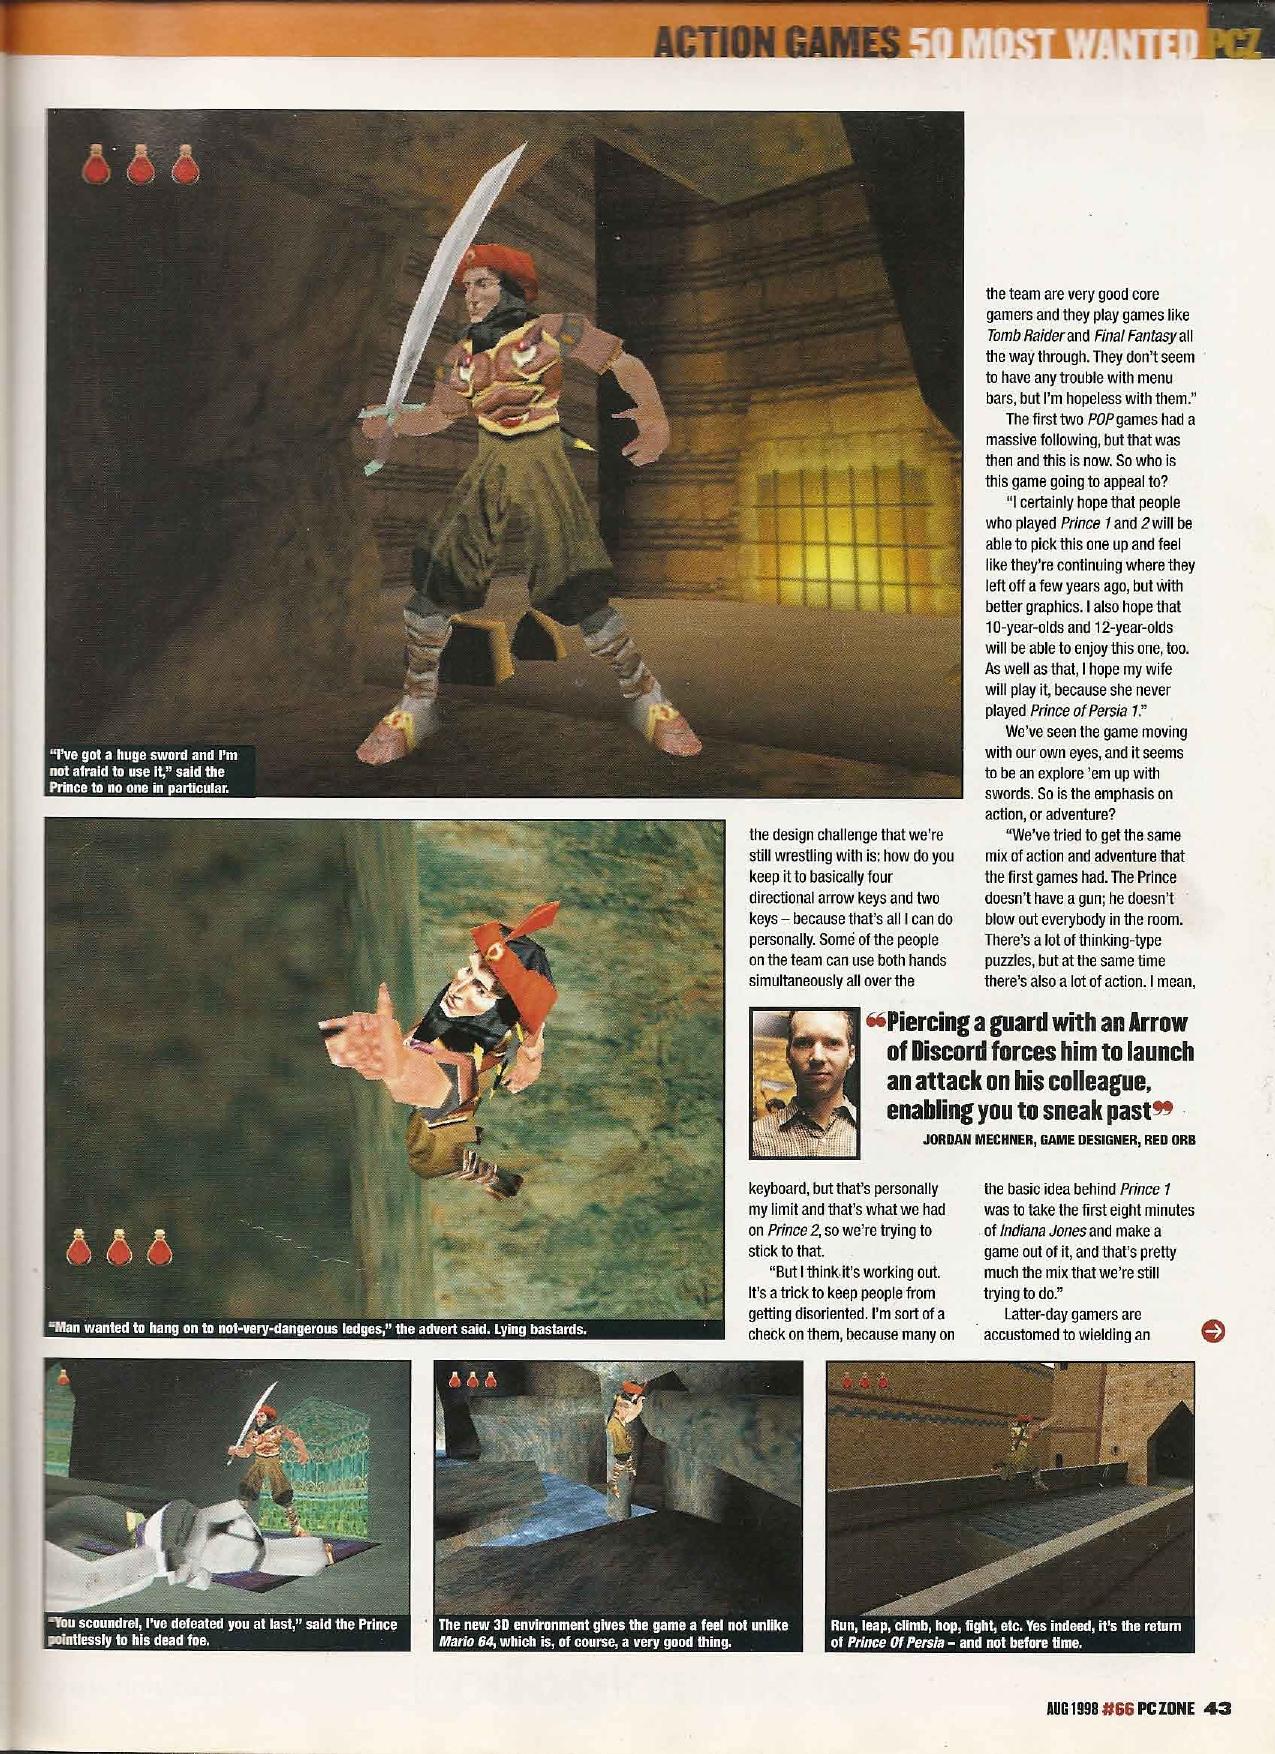 ACTION GAMES 50 MOST WANTED PCZ
"I've got a huge sword and I'm
not afraid to use it," said the
Prince to no one in particular.
"Man wanted to hang on to not-very-dangerous ledges," the advert said. Lying bastards.
the design challenge that we're
still wrestling with is: how do you
keep it to basically four
directional arrow keys and two
keys – because that's all I can do
personally. Some of the people
on the team can use both hands
simultaneously all over the
keyboard, but that's personally
my limit and that's what we had
on Prince 2, so we're trying to
stick to that.
"But I think it's working out.
It's a trick to keep people from
getting disoriented. I'm sort of a
check on them, because many on
the team are very good core
gamers and they play games like
Tomb Raider and Final Fantasy all
the way through. They don't seem
to have any trouble with menu
bars, but I'm hopeless with them."
The first two POP games had a
massive following, but that was
then and this is now. So who is
this game going to appeal to?
"I certainly hope that people
who played Prince 1 and 2 will be
able to pick this one up and feel
like they're continuing where they
left off a few years ago, but with
better graphics. I also hope that
10-year-olds and 12-year-olds
will be able to enjoy this one, too.
As well as that, I hope my wife
will play it, because she never
played Prince of Persia 1."
We've seen the game moving
with our own eyes, and it seems
to be an explore 'em up with
swords. So is the emphasis on
action, or adventure?
"We've tried to get the same
mix of action and adventure that
the first games had. The Prince
doesn't have a gun; he doesn't
blow out everybody in the room.
There's a lot of thinking-type
puzzles, but at the same time
there's also a lot of action. I mean,
the basic idea behind Prince 1
was to take the first eight minutes
of Indiana Jones and make a
game out of it, and that's pretty
much the mix that we're still
trying to do."
Latter-day gamers are
accustomed to wielding an
"Piercing a guard with an Arrow
of Discord forces him to launch
an attack on his colleague,
enabling you to sneak past"
JORDAN MECHNER, GAME DESIGNER, RED ORB
"You scoundrel, I've defeated you at last," said the Prince
pointlessly to his dead foe.
The new 3D environment gives the game a feel not unlike
Mario 64, which is, of course, a very good thing.
Run, leap, climb, hop, fight, etc. Yes indeed, it's the return
of Prince Of Persia – and not before time.
AUG 1998 #66 PC ZONE 43